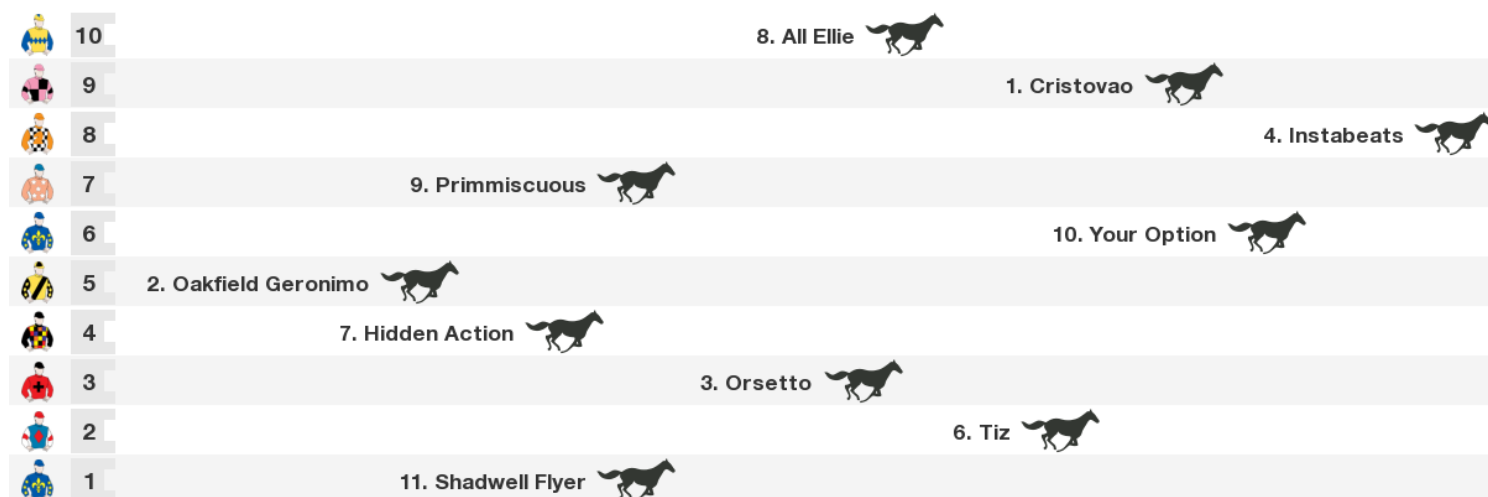 10 8. All Ellie
9 1. Cristovao
8 4. Instabeats
7 9. Primmiscuous
6 10. Your Option
5 2. Oakfield Geronimo
4 7. Hidden Action
3 3. Orsetto
2 6. Tiz
1 11. Shadwell Flyer